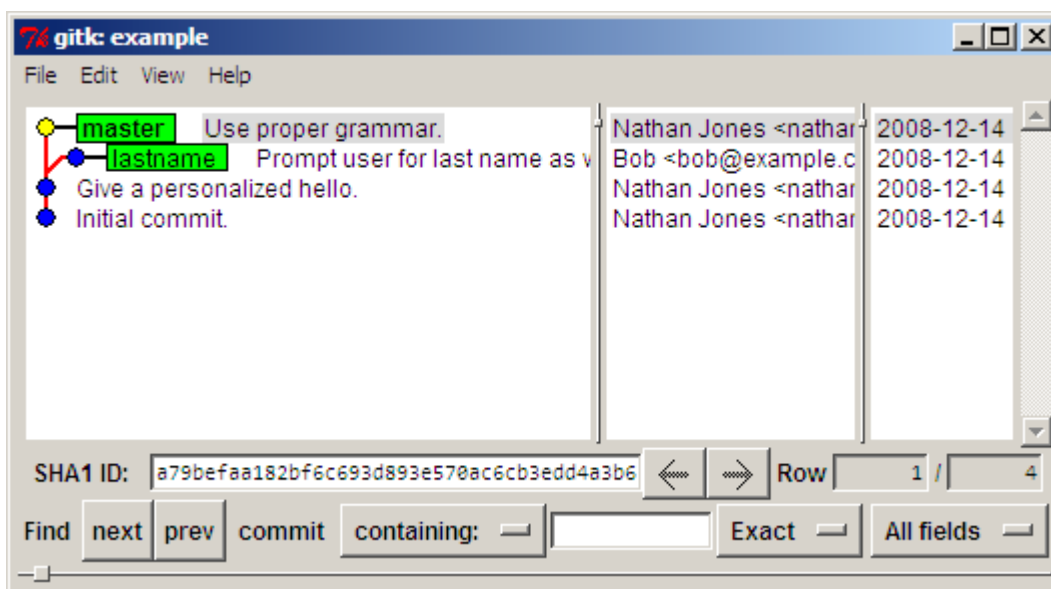 gitk: example
File Edit View Help
master Use proper grammar. Nathan Jones <nathan 2008-12-14
lastname Prompt user for last name as w Bob <bob@example.c 2008-12-14
Give a personalized hello. Nathan Jones <nathan 2008-12-14
Initial commit. Nathan Jones <nathan 2008-12-14
SHA1 ID: a79befaa182bf6c693d893e570ac6cb3edd4a3b6 Row 1 / 4
Find next prev commit containing: Exact All fields